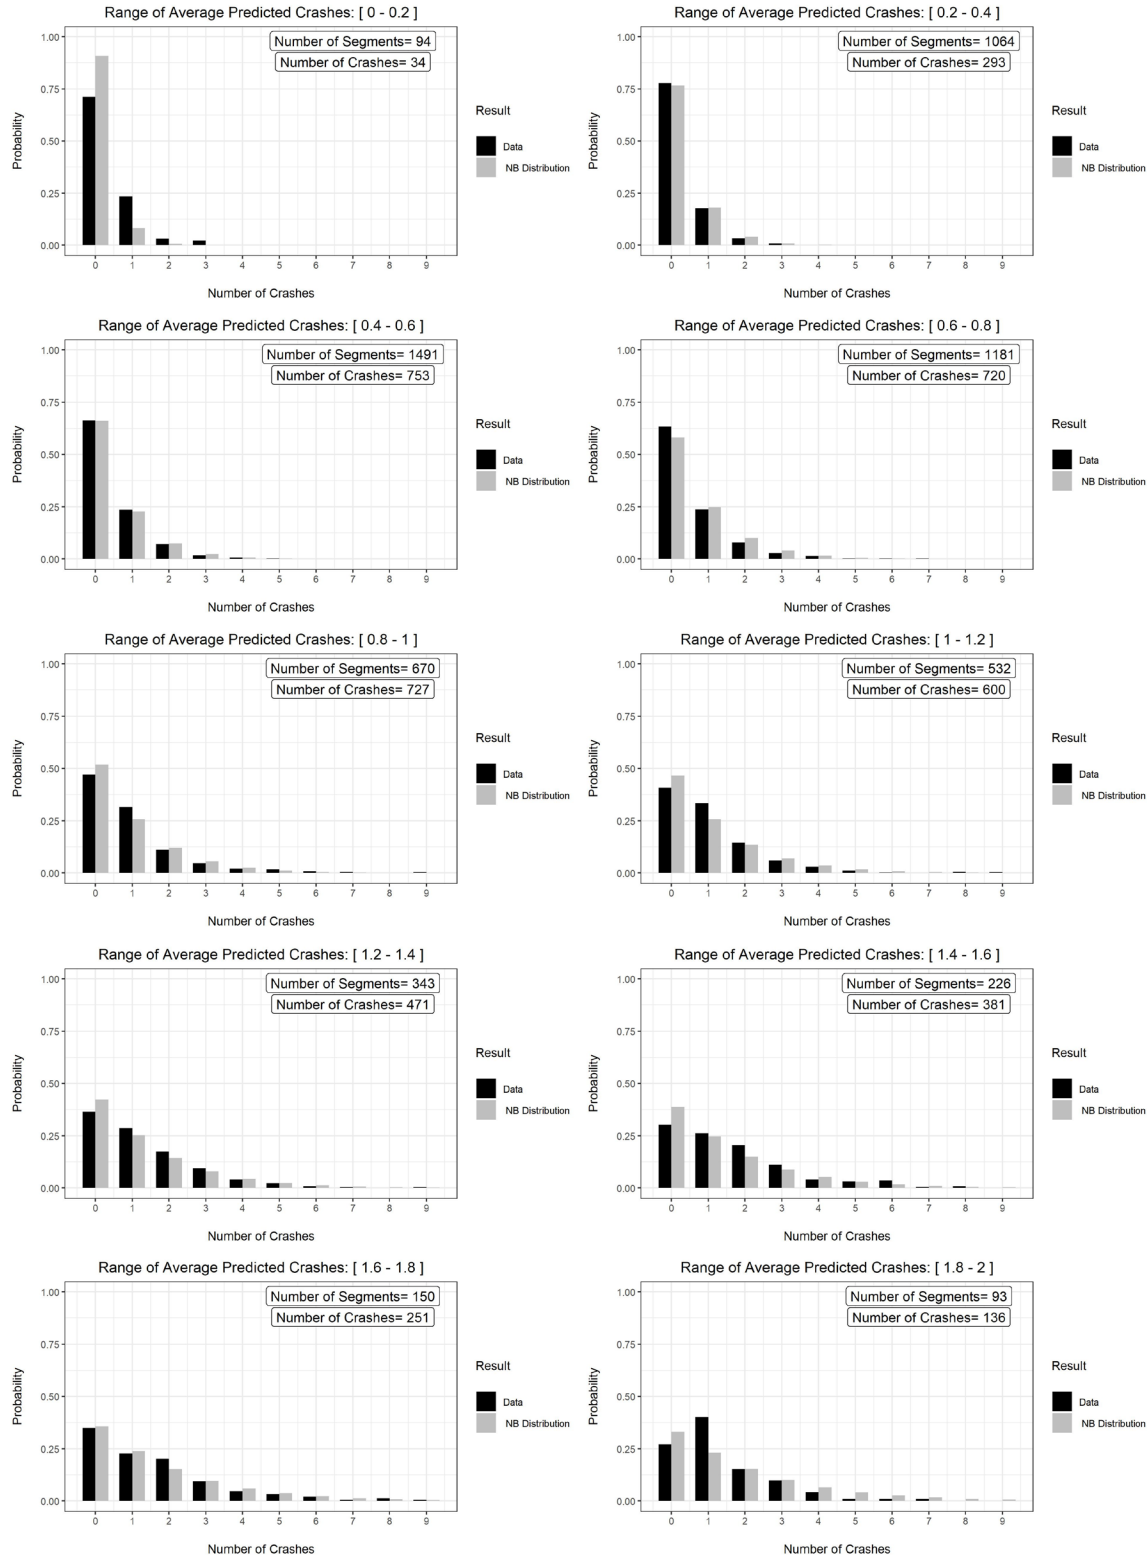 Range of Average Predicted Crashes: [ 0 - 0.2 ]
Number of Segments= 94
Number of Crashes= 34
1.00
0.75
0.50
0.25
0.00
Probability
0 1 2 3 4 5 6 7 8 9
Number of Crashes
Result
Data
NB Distribution
Range of Average Predicted Crashes: [ 0.2 - 0.4 ]
Number of Segments= 1064
Number of Crashes= 293
1.00
0.75
0.50
0.25
0.00
Probability
0 1 2 3 4 5 6 7 8 9
Number of Crashes
Result
Data
NB Distribution
Range of Average Predicted Crashes: [ 0.4 - 0.6 ]
Number of Segments= 1491
Number of Crashes= 753
1.00
0.75
0.50
0.25
0.00
Probability
0 1 2 3 4 5 6 7 8 9
Number of Crashes
Result
Data
NB Distribution
Range of Average Predicted Crashes: [ 0.6 - 0.8 ]
Number of Segments= 1181
Number of Crashes= 720
1.00
0.75
0.50
0.25
0.00
Probability
0 1 2 3 4 5 6 7 8 9
Number of Crashes
Result
Data
NB Distribution
Range of Average Predicted Crashes: [ 0.8 - 1 ]
Number of Segments= 670
Number of Crashes= 727
1.00
0.75
0.50
0.25
0.00
Probability
0 1 2 3 4 5 6 7 8 9
Number of Crashes
Result
Data
NB Distribution
Range of Average Predicted Crashes: [ 1 - 1.2 ]
Number of Segments= 532
Number of Crashes= 600
1.00
0.75
0.50
0.25
0.00
Probability
0 1 2 3 4 5 6 7 8 9
Number of Crashes
Result
Data
NB Distribution
Range of Average Predicted Crashes: [ 1.2 - 1.4 ]
Number of Segments= 343
Number of Crashes= 471
1.00
0.75
0.50
0.25
0.00
Probability
0 1 2 3 4 5 6 7 8 9
Number of Crashes
Result
Data
NB Distribution
Range of Average Predicted Crashes: [ 1.4 - 1.6 ]
Number of Segments= 226
Number of Crashes= 381
1.00
0.75
0.50
0.25
0.00
Probability
0 1 2 3 4 5 6 7 8 9
Number of Crashes
Result
Data
NB Distribution
Range of Average Predicted Crashes: [ 1.6 - 1.8 ]
Number of Segments= 150
Number of Crashes= 251
1.00
0.75
0.50
0.25
0.00
Probability
0 1 2 3 4 5 6 7 8 9
Number of Crashes
Result
Data
NB Distribution
Range of Average Predicted Crashes: [ 1.8 - 2 ]
Number of Segments= 93
Number of Crashes= 136
1.00
0.75
0.50
0.25
0.00
Probability
0 1 2 3 4 5 6 7 8 9
Number of Crashes
Result
Data
NB Distribution